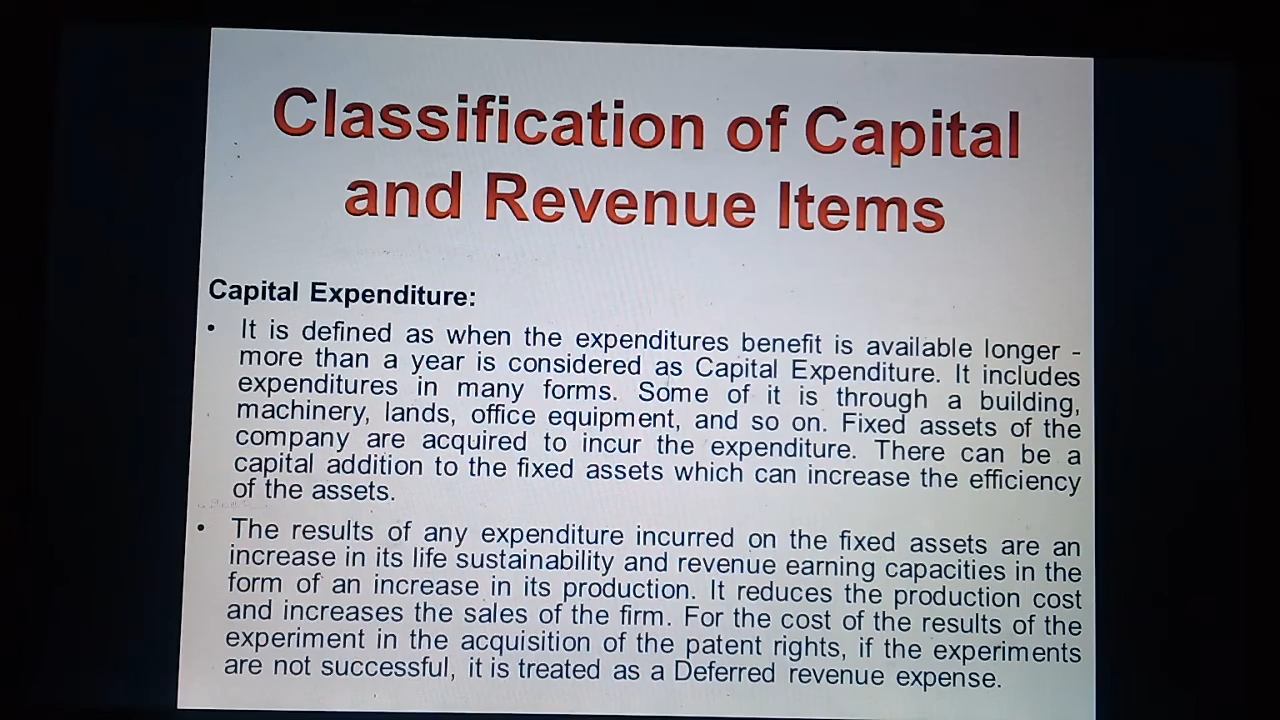 Classification of Capital
and Revenue Items
Capital Expenditure:
• It is defined as when the expenditures benefit is available longer -
more than a year is considered as Capital Expenditure. It includes
expenditures in many forms. Some of it is through a building,
machinery, lands, office equipment, and so on. Fixed assets of the
company are acquired to incur the expenditure. There can be a
capital addition to the fixed assets which can increase the efficiency
of the assets.
• The results of any expenditure incurred on the fixed assets are an
increase in its life sustainability and revenue earning capacities in the
form of an increase in its production. It reduces the production cost
and increases the sales of the firm. For the cost of the results of the
experiment in the acquisition of the patent rights, if the experiments
are not successful, it is treated as a Deferred revenue expense.